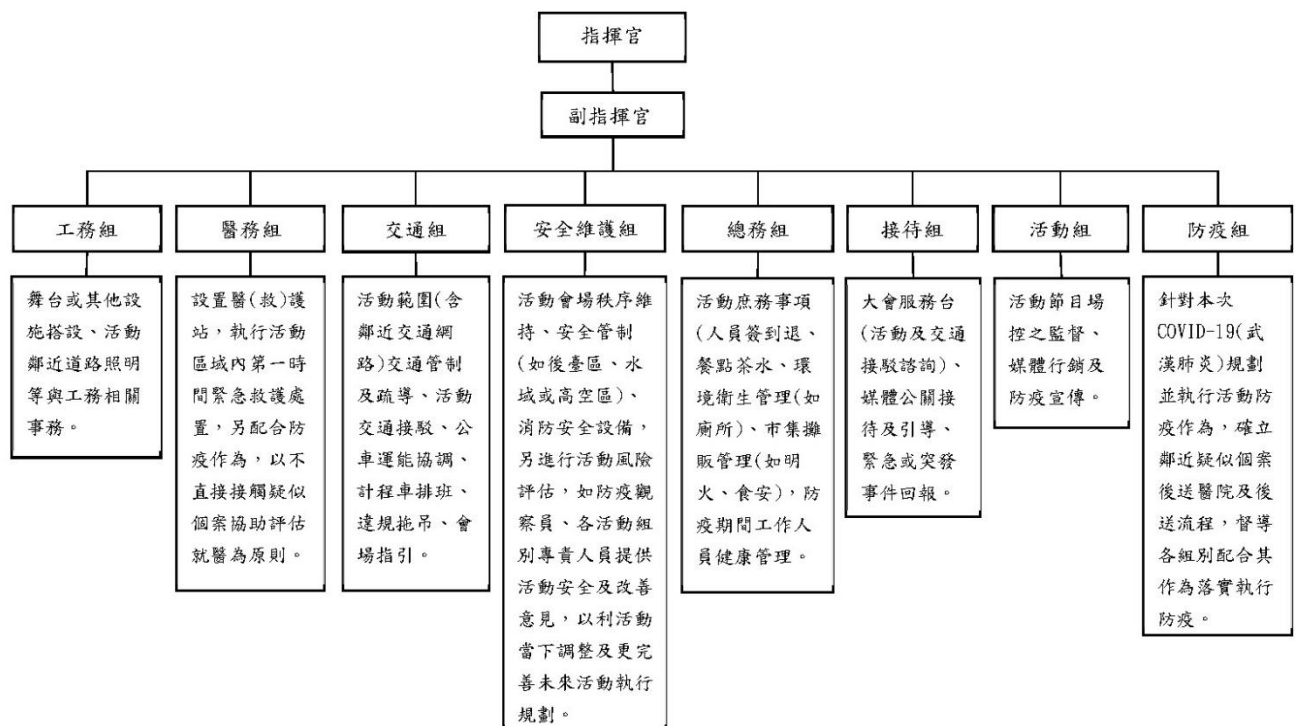 指揮官
副指揮官
工務組
醫務組
交通組
安全維護組
總務組
接待組
活動組
防疫組
舞台或其他設
施搭設、活動
鄰近道路照明
等與工務相關
事務。
設置醫(救)護
站，執行活動
區域內第一時
間緊急救護處
置，另配合防
疫作為，以不
直接接觸疑似
個案協助評估
就醫為原則。
活動範圍(含
鄰近交通網
路)交通管制
及疏導、活動
交通接駁、公
車運能協調、
計程車排班、
違規拖吊、會
場指引。
活動會場秩序維
持、安全管制
(如後臺區、水
域或高空區)、
消防安全設備，
另進行活動風險
評估，如防疫觀
察員、各活動組
別專責人員提供
活動安全及改善
意見，以利活動
當下調整及更完
善未來活動執行
規劃。
活動庶務事項
(人員簽到退、
餐點茶水、環
境衛生管理(如
廁所)、市集攤
販管理(如明
火、食安)，防
疫期間工作人
員健康管理。
大會服務台
(活動及交通
接駁諮詢)、
媒體公關接
待及引導、
緊急或突發
事件回報。
活動節目場
控之監督、
媒體行銷及
防疫宣傳。
針對本次
COVID-19(武
漢肺炎)規劃
並執行活動防
疫作為，確立
鄰近疑似個案
後送醫院及後
送流程，督導
各組別配合其
作為落實執行
防疫。